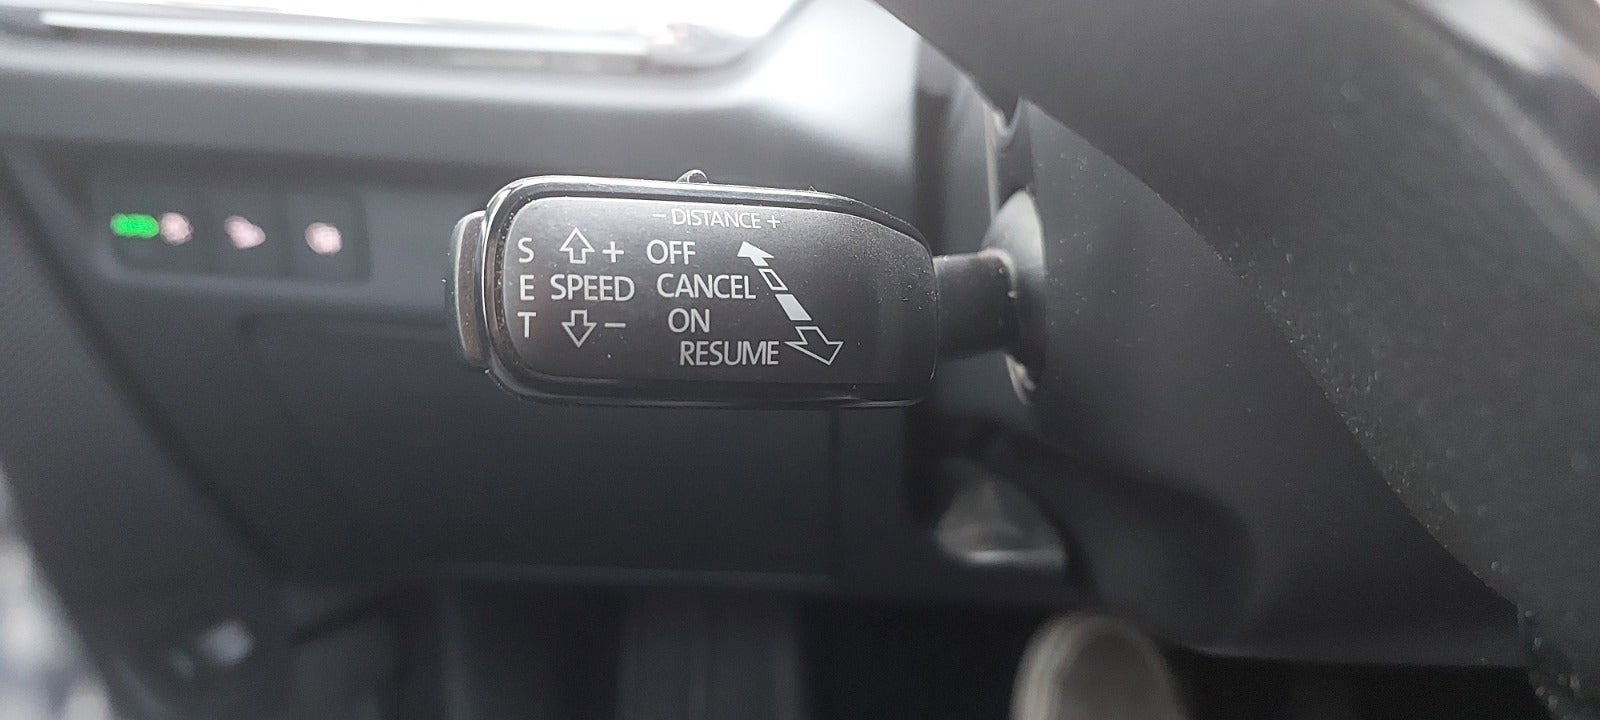 - DISTANCE +
S + OFF
E SPEED CANCEL
T - ON
RESUME